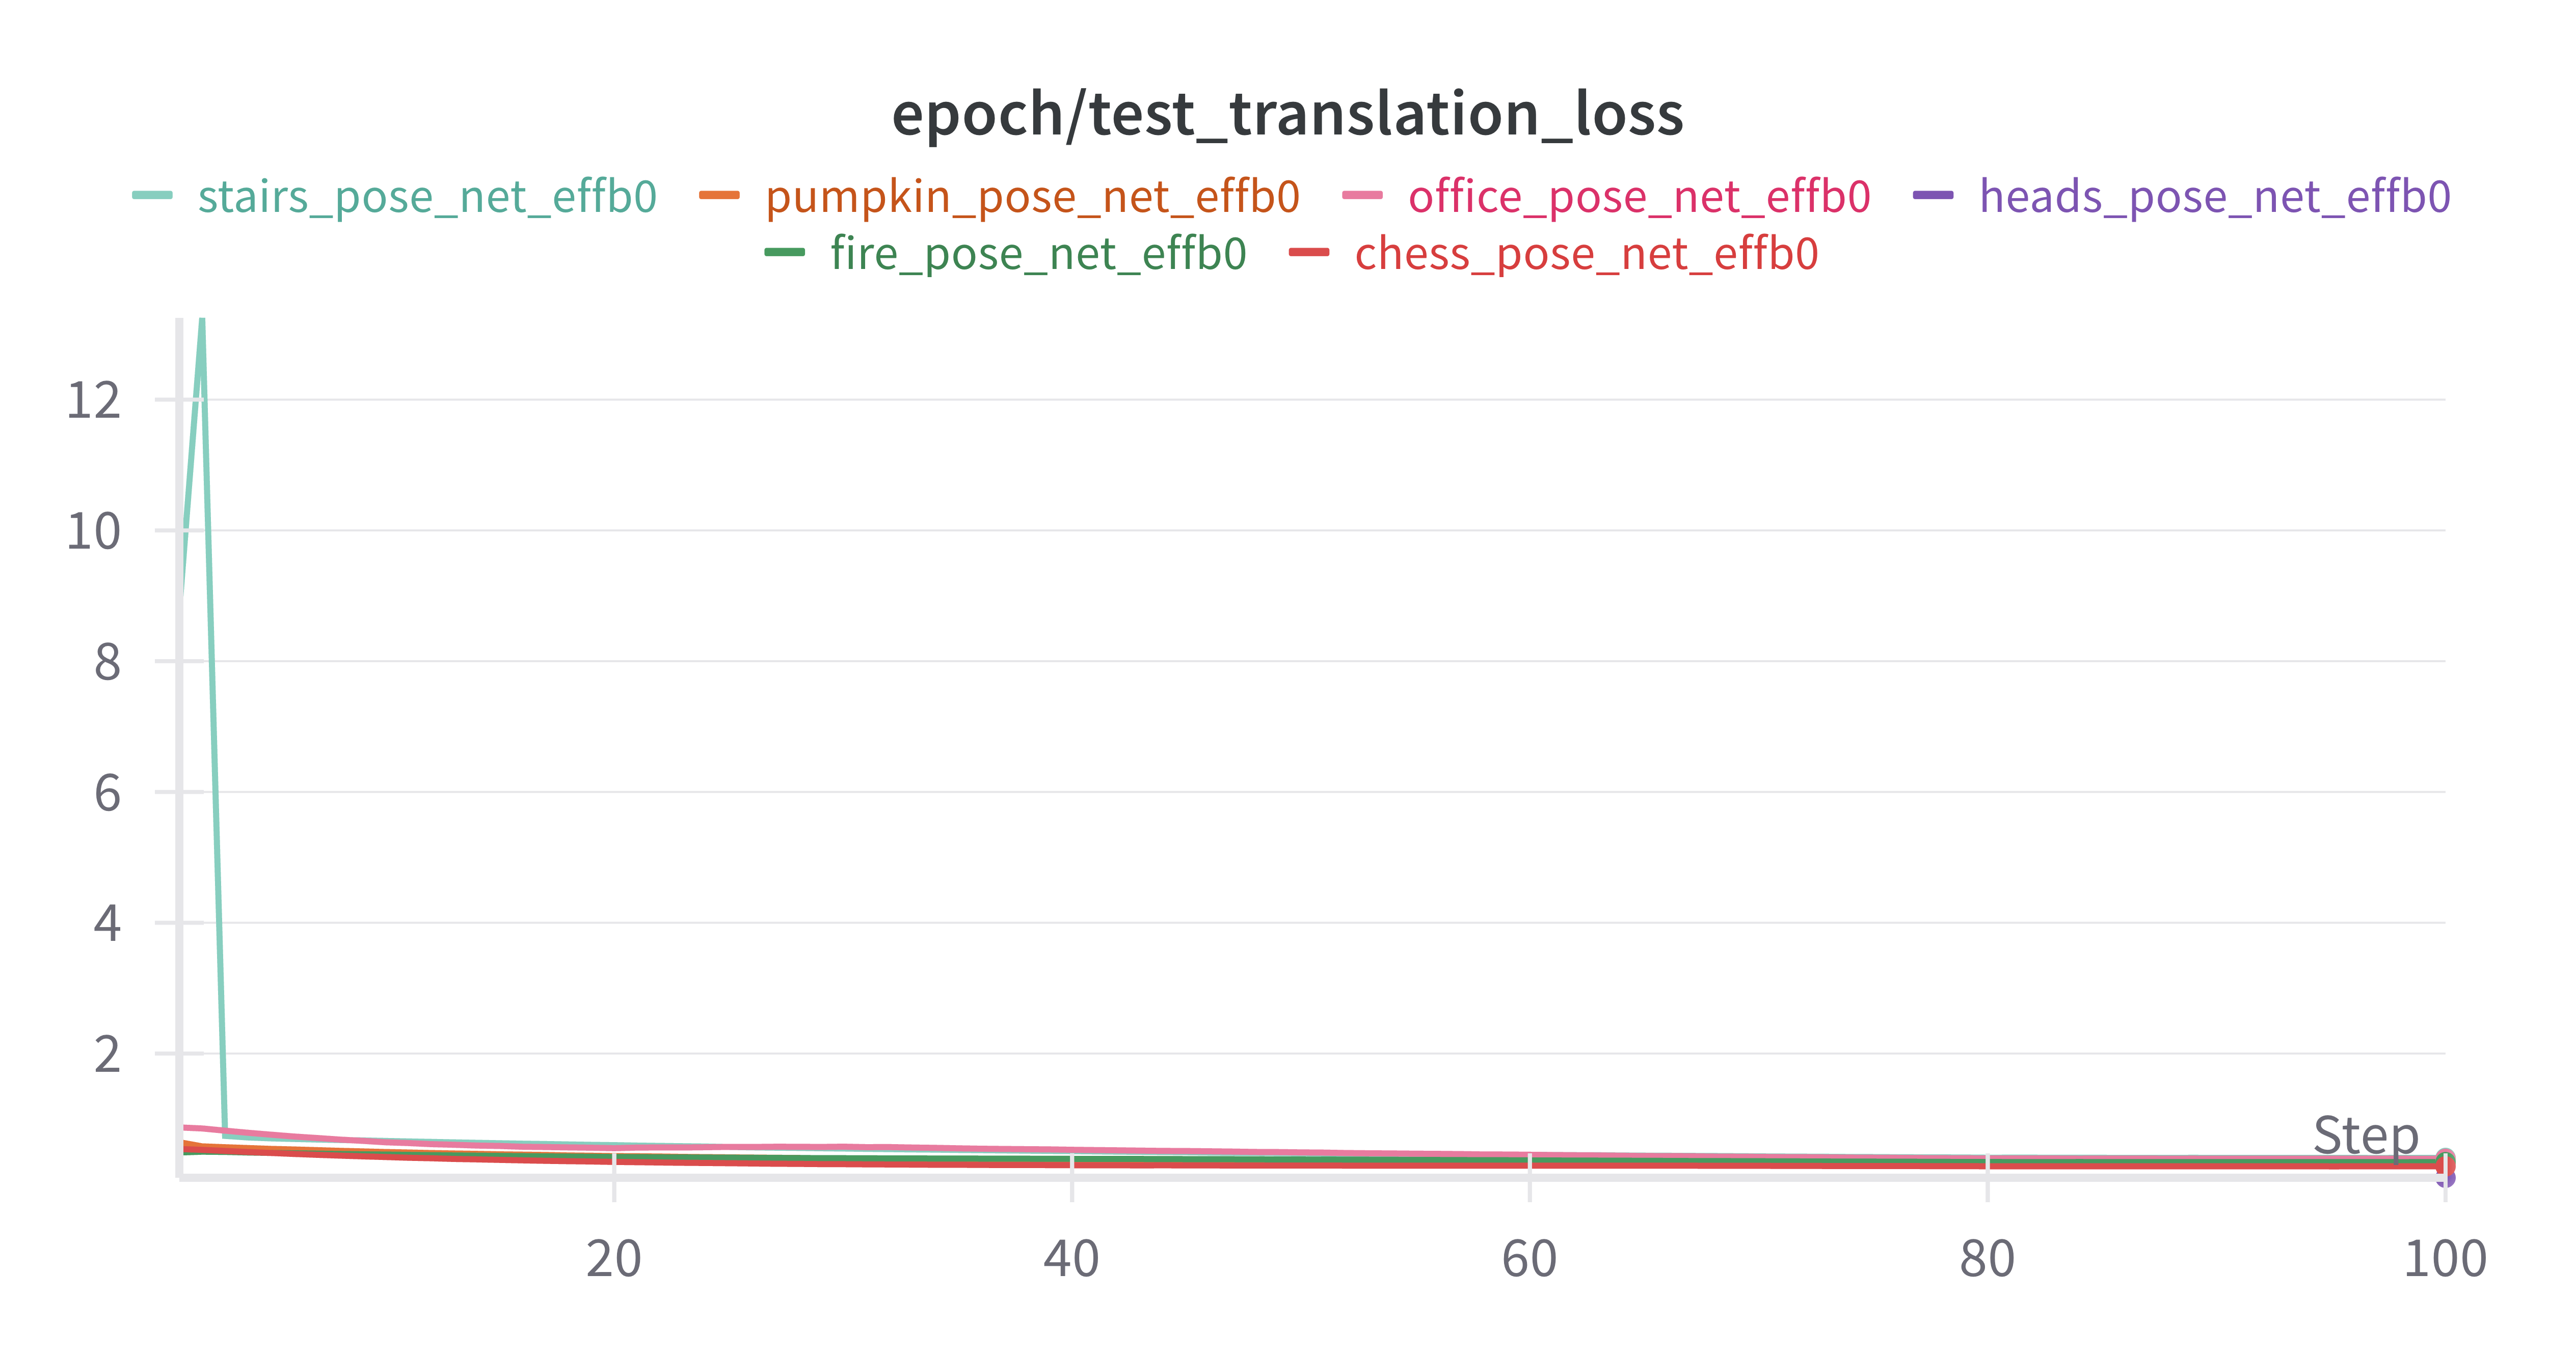 epoch/test_translation_loss
stairs_pose_net_effb0 pumpkin_pose_net_effb0 office_pose_net_effb0 heads_pose_net_effb0
fire_pose_net_effb0 chess_pose_net_effb0
12
10
8
6
4
2
Step
20 40 60 80 100